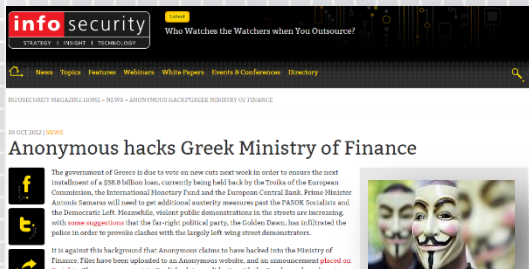 info security
STRATEGY | INSIGHT | TECHNOLOGY
Latest
Who Watches the Watchers when You Outsource?
News Topics Features Webinars White Papers Events & Conferences Directory
INFOSECURITY MAGAZINE HOME » NEWS » ANONYMOUS HACKS GREEK MINISTRY OF FINANCE
30 OCT 2012 | NEWS
Anonymous hacks Greek Ministry of Finance
The government of Greece is due to vote on new cuts next week in order to ensure the next
installment of a $38.8 billion loan, currently being held back by the Troika of the European
Commission, the International Monetary Fund and the European Central Bank. Prime Minister
Antonis Samaras will need to get additional austerity measures past the PASOK Socialists and
the Democratic Left. Meanwhile, violent public demonstrations in the streets are increasing,
with some suggestions that the far-right political party, the Golden Dawn, has infiltrated the
police in order to provoke clashes with the largely left-wing street demonstrators.
It is against this background that Anonymous claims to have hacked into the Ministry of
Finance. Files have been uploaded to an Anonymous website, and an announcement placed on